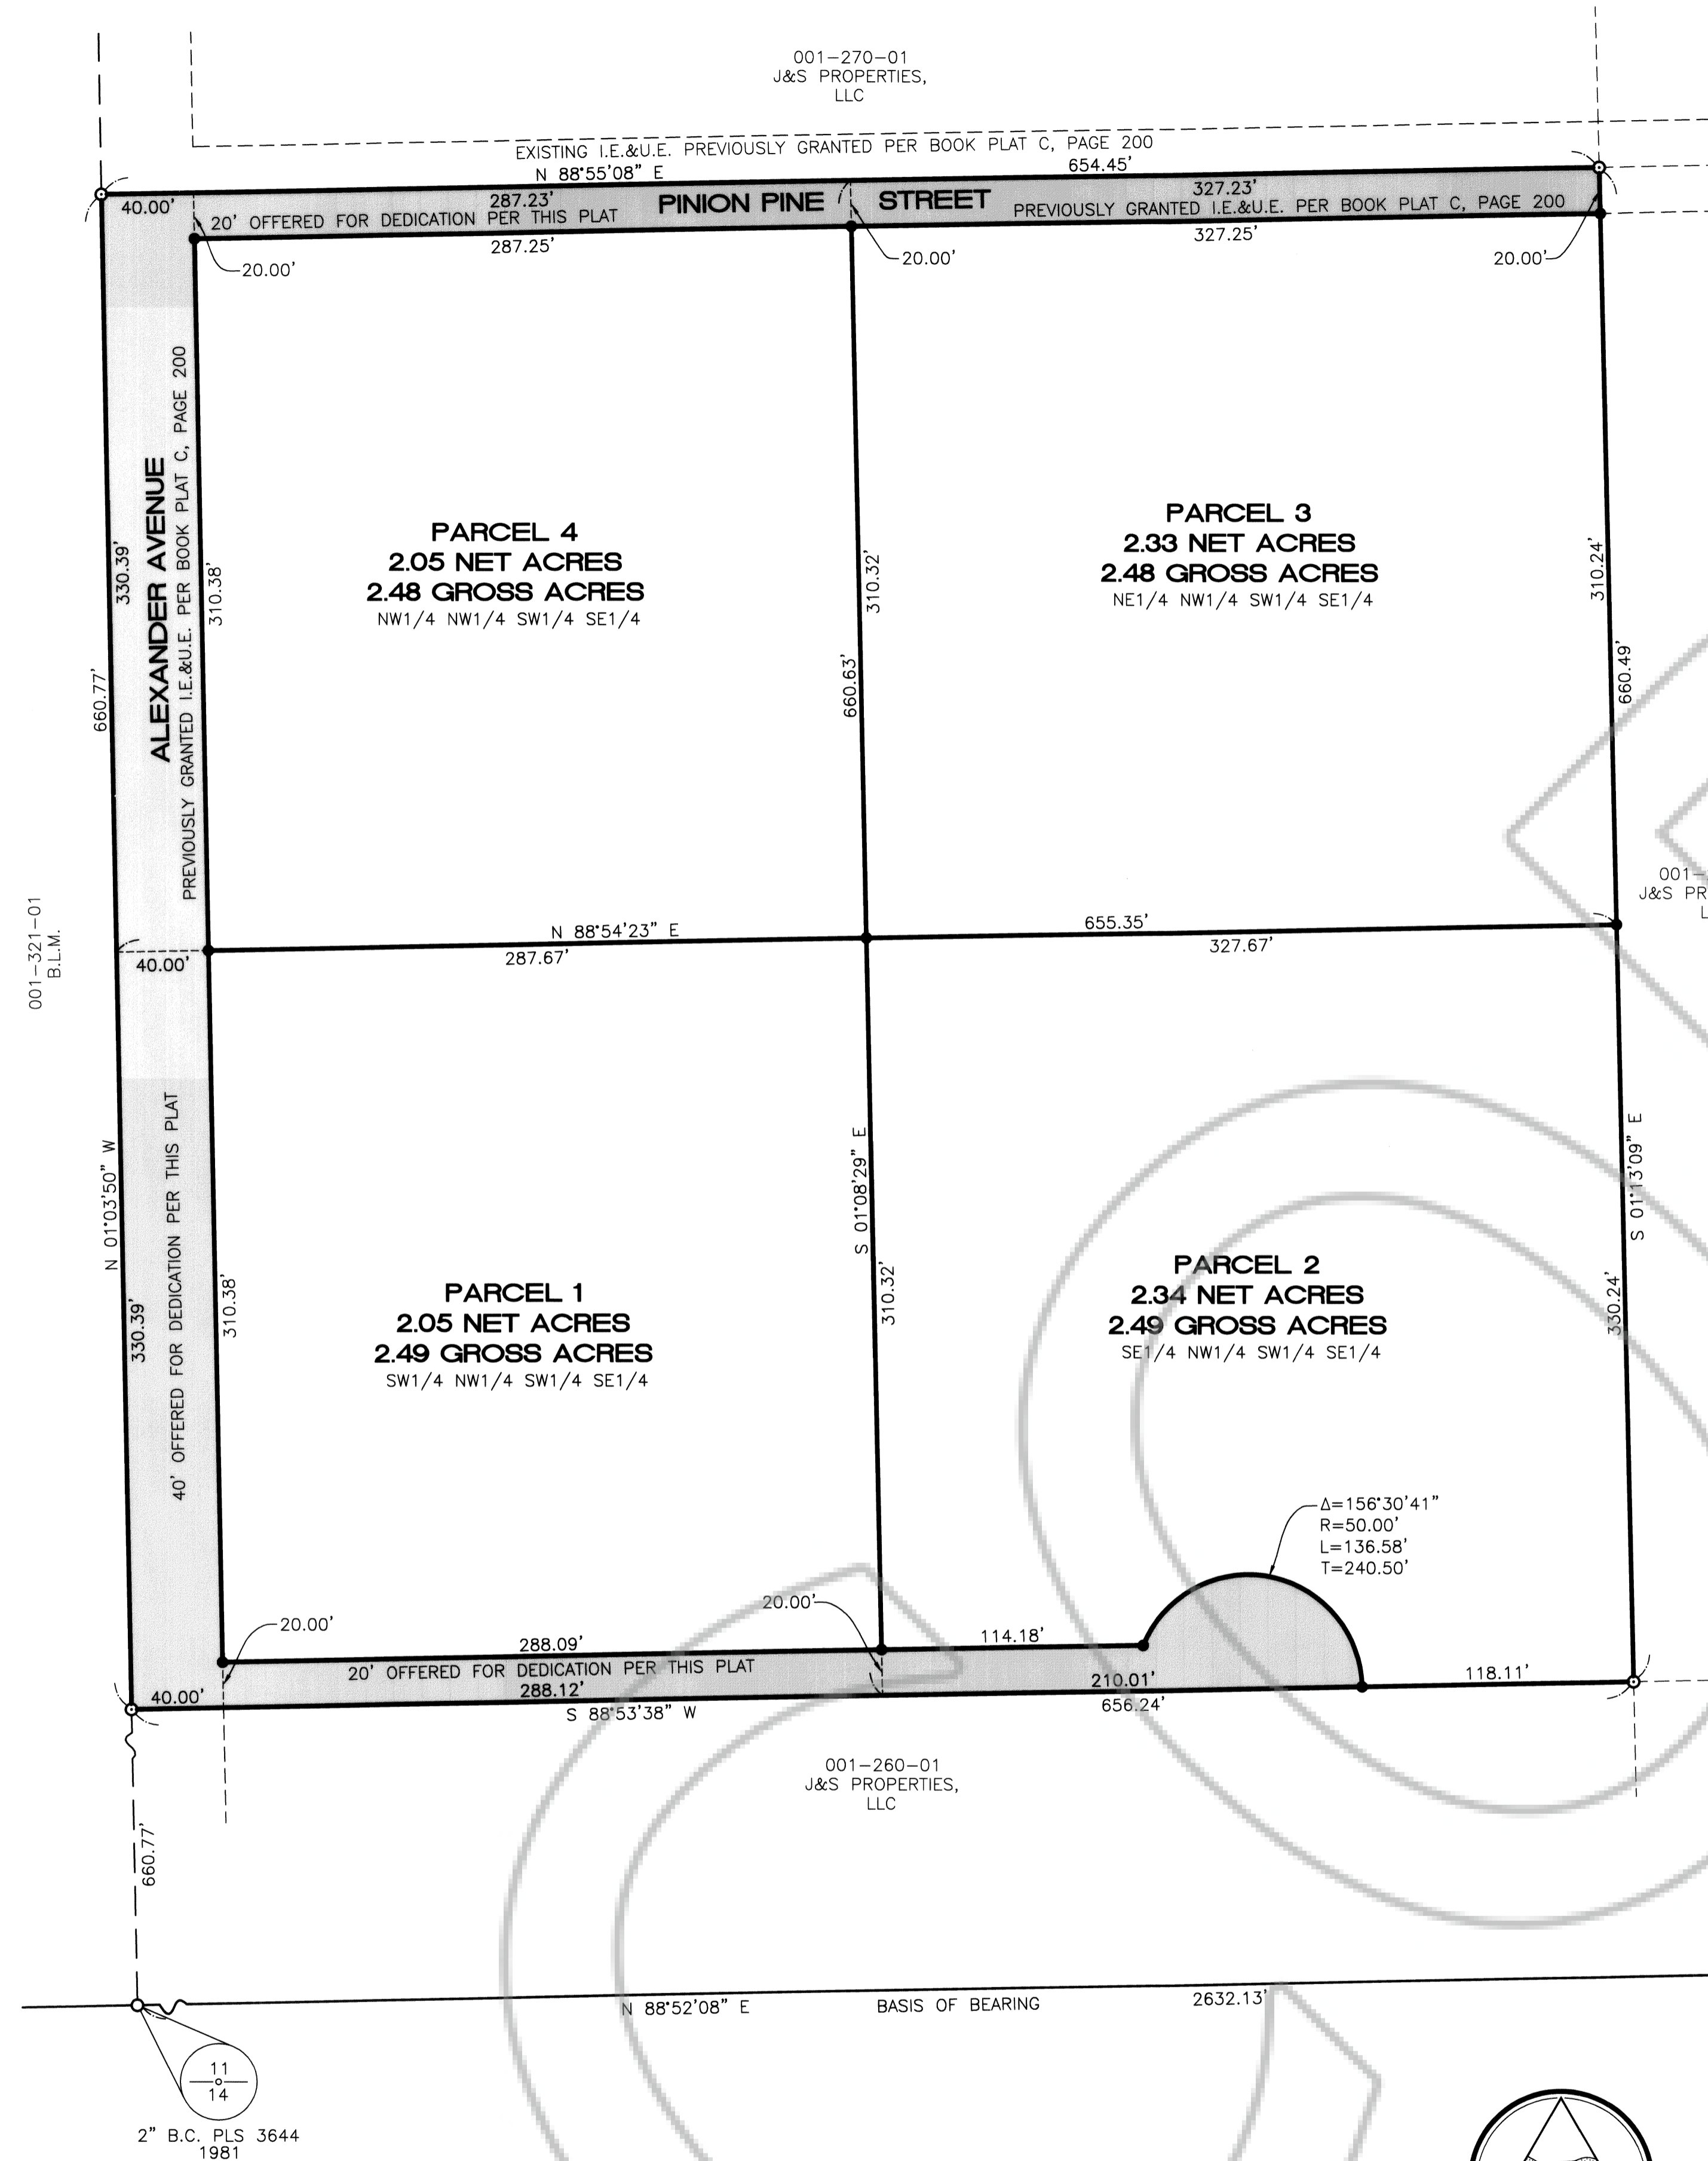 001-270-01
J&S PROPERTIES,
LLC
EXISTING I.E.&U.E. PREVIOUSLY GRANTED PER BOOK PLAT C, PAGE 200
N 88°55'08" E
654.45'
40.00'
287.23'
PINION PINE STREET
327.23'
20' OFFERED FOR DEDICATION PER THIS PLAT
PREVIOUSLY GRANTED I.E.&U.E. PER BOOK PLAT C, PAGE 200
287.25'
327.25'
20.00'
20.00'
20.00'
ALEXANDER AVENUE
PREVIOUSLY GRANTED I.E.&U.E. PER BOOK PLAT C, PAGE 200
330.39'
310.38'
660.77'
PARCEL 4
2.05 NET ACRES
2.48 GROSS ACRES
NW1/4 NW1/4 SW1/4 SE1/4
310.32'
660.63'
PARCEL 3
2.33 NET ACRES
2.48 GROSS ACRES
NE1/4 NW1/4 SW1/4 SE1/4
310.24'
660.49'
001-
J&S PR
L
001-321-01
B.L.M.
40.00'
N 88°54'23" E
287.67'
655.35'
327.67'
N 01°03'50" W
330.39'
40' OFFERED FOR DEDICATION PER THIS PLAT
310.38'
PARCEL 1
2.05 NET ACRES
2.49 GROSS ACRES
SW1/4 NW1/4 SW1/4 SE1/4
S 01°08'29" E
310.32'
PARCEL 2
2.34 NET ACRES
2.49 GROSS ACRES
SE1/4 NW1/4 SW1/4 SE1/4
S 01°13'09" E
330.24'
Δ=156°30'41"
R=50.00'
L=136.58'
T=240.50'
20.00'
20.00'
288.09'
114.18'
20' OFFERED FOR DEDICATION PER THIS PLAT
40.00'
288.12'
210.01'
118.11'
S 88°53'38" W
656.24'
001-260-01
J&S PROPERTIES,
LLC
660.77'
N 88°52'08" E
BASIS OF BEARING
2632.13'
11
14
2" B.C. PLS 3644
1981